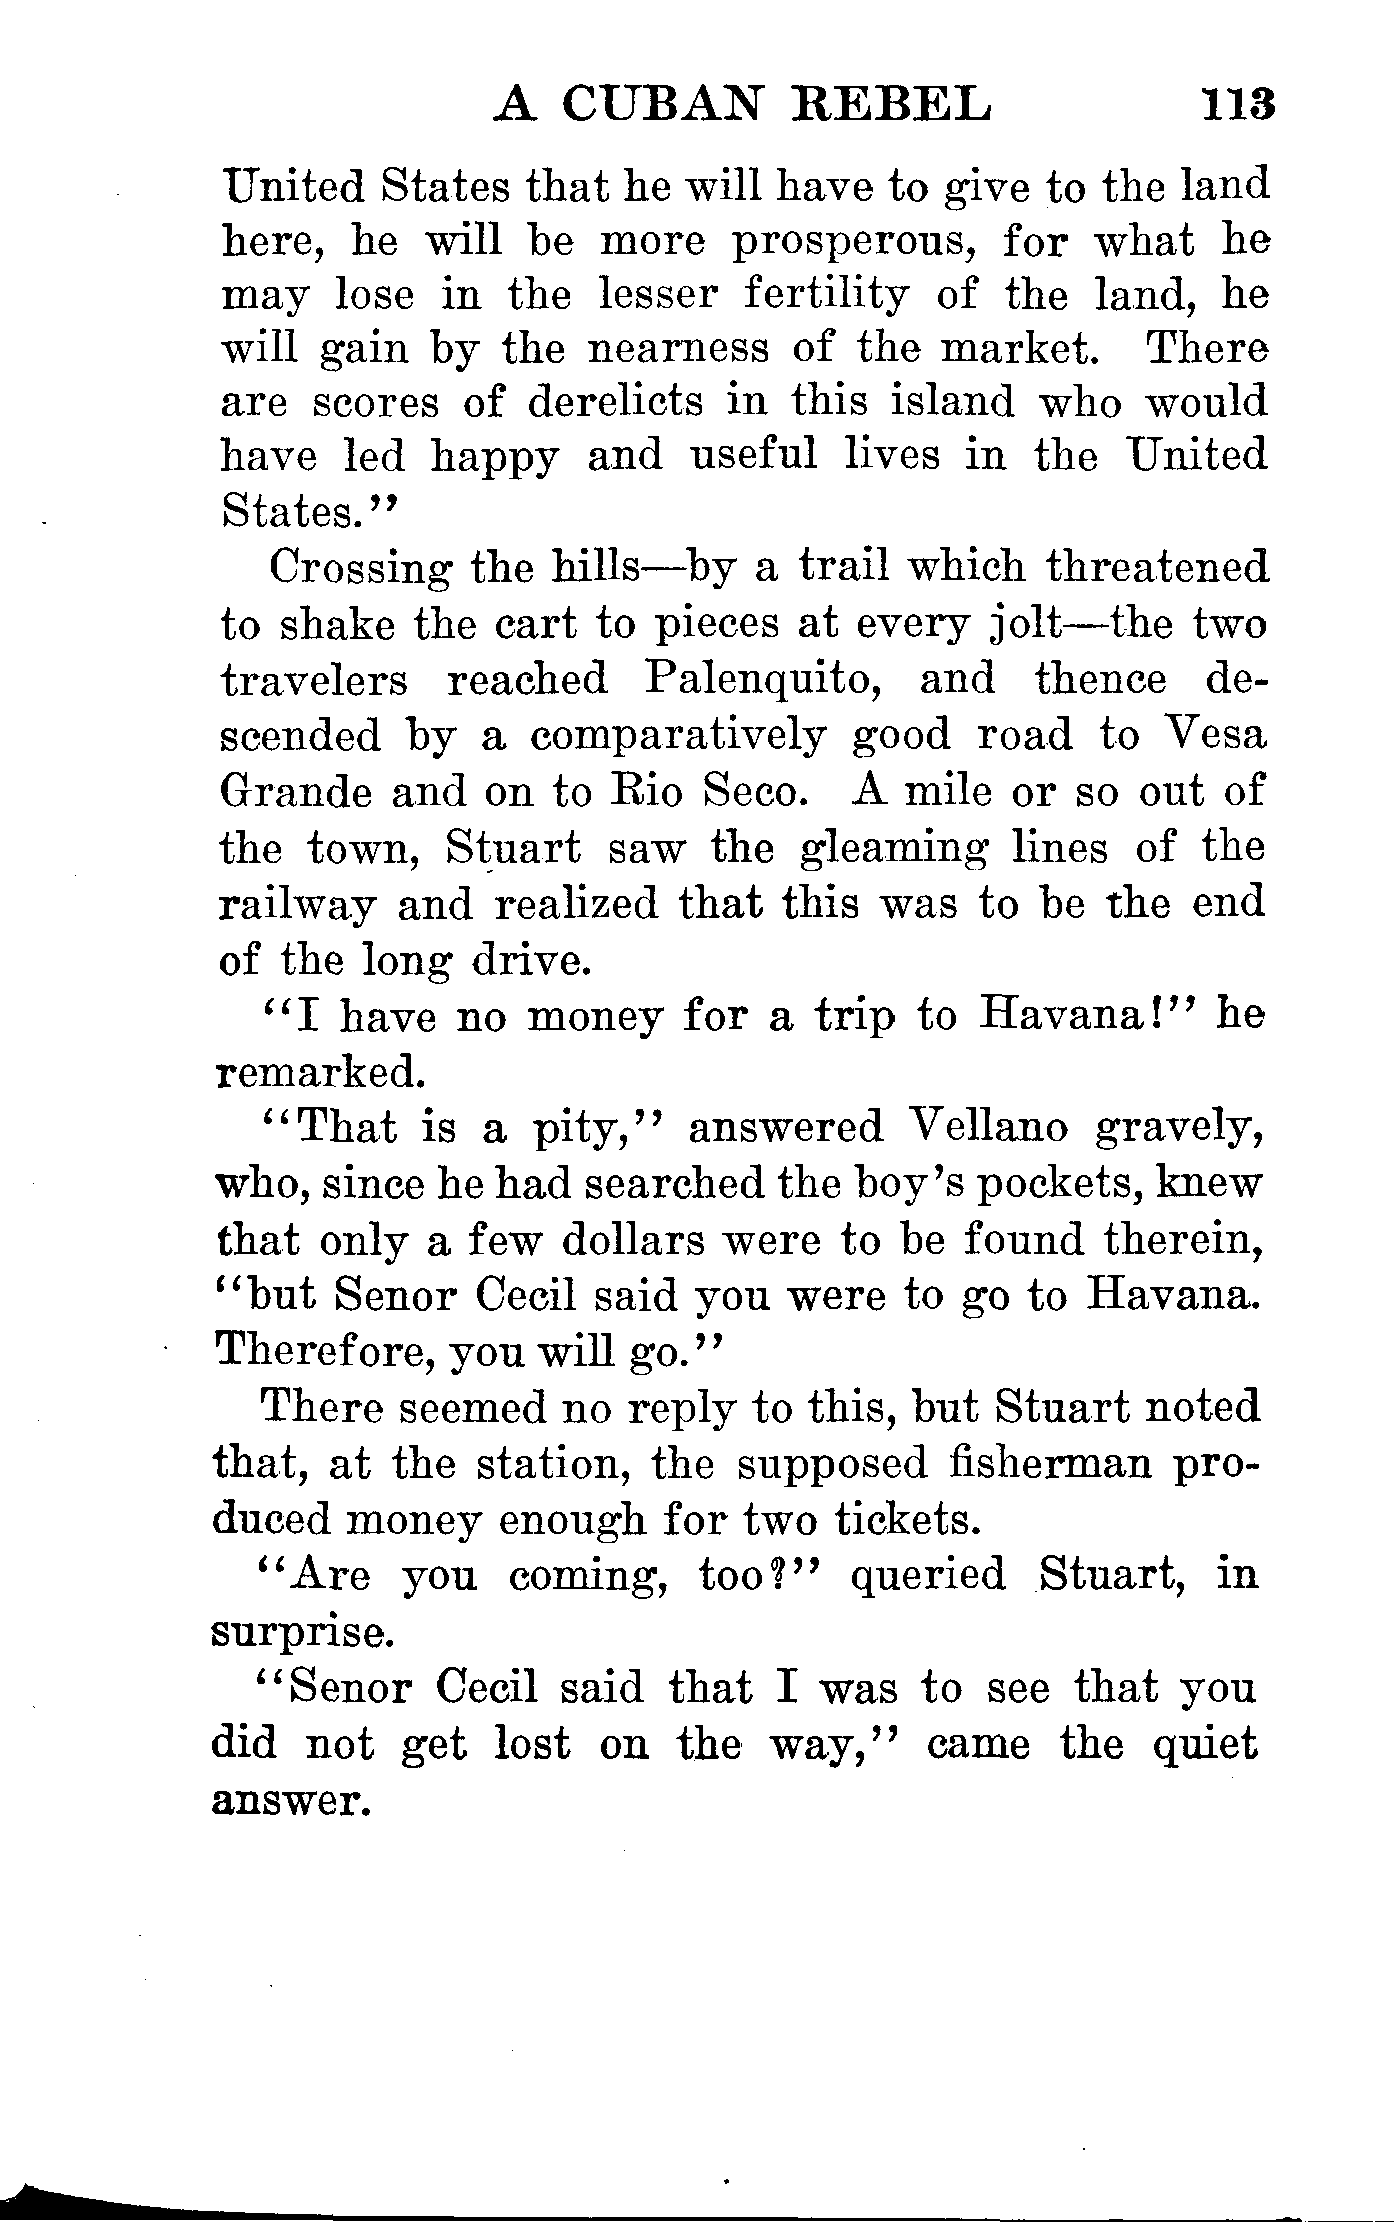 A CUBAN REBEL 113
United States that he will have to give to the land
here, he will be more prosperous, for what he
may lose in the lesser fertility of the land, he
will gain by the nearness of the market. There
are scores of derelicts in this island who would
have led happy and useful lives in the United
States.”
Crossing the hills—by a trail which threatened
to shake the cart to pieces at every jolt—the two
travelers reached Palenquito, and thence de-
scended by a comparatively good road to Vesa
Grande and on to Rio Seco. A mile or so out of
the town, Stuart saw the gleaming lines of the
railway and realized that this was to be the end
of the long drive.
“I have no money for a trip to Havana!” he
remarked.
“That is a pity,” answered Vellano gravely,
who, since he had searched the boy’s pockets, knew
that only a few dollars were to be found therein,
“but Senor Cecil said you were to go to Havana.
Therefore, you will go.”
There seemed no reply to this, but Stuart noted
that, at the station, the supposed fisherman pro-
duced money enough for two tickets.
“Are you coming, too?” queried Stuart, in
surprise.
“Senor Cecil said that I was to see that you
did not get lost on the way,” came the quiet
answer.